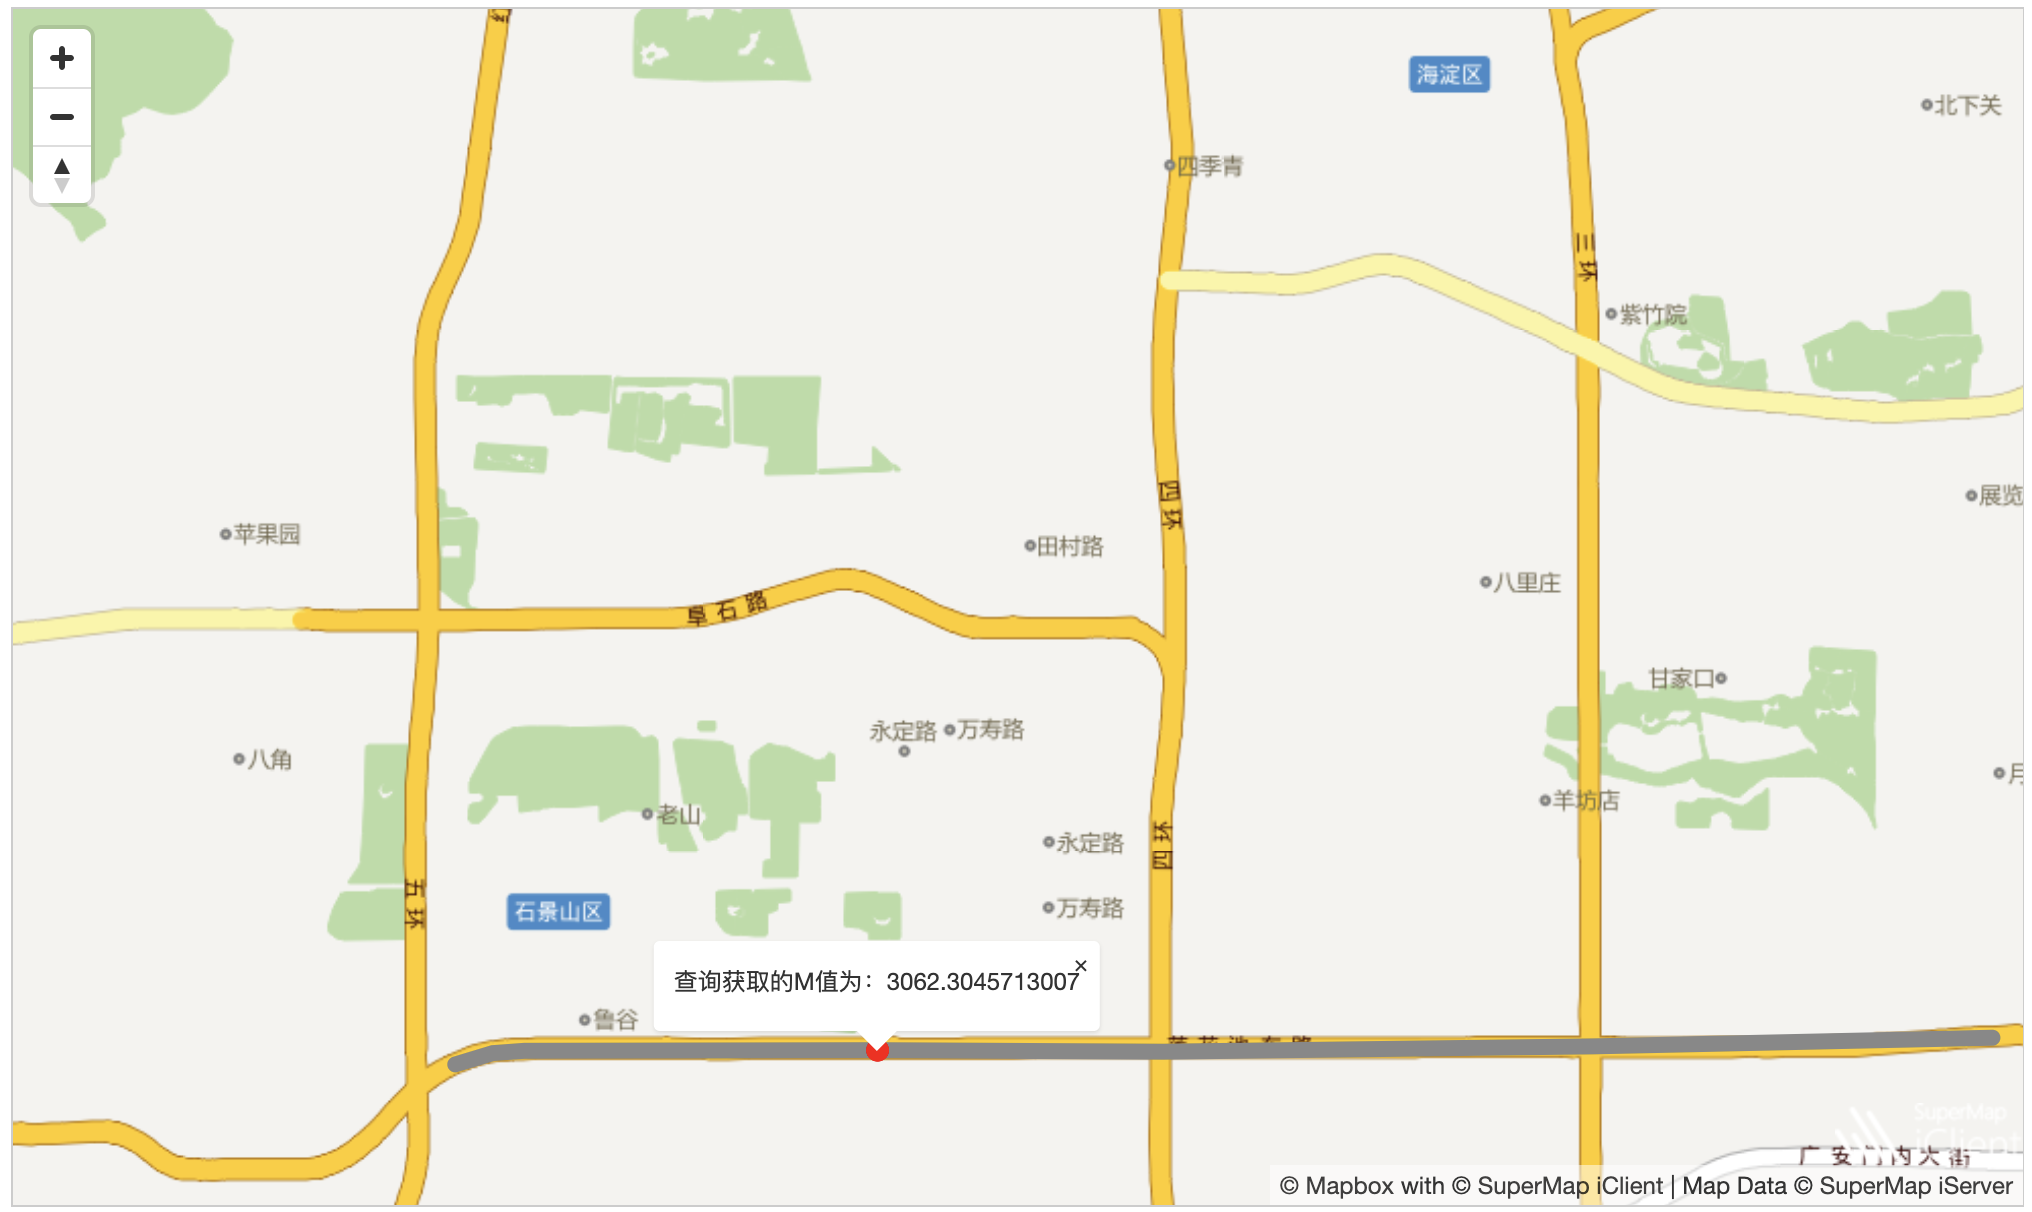 海淀区
北下关
四季青
三环
紫竹院
四环
展览
苹果园
田村路
八里庄
阜石路
甘家口
永定路
万寿路
八角
羊坊店
老山
四环
永定路
五环
石景山区
万寿路
查询获取的M值为：3062.3045713007
×
鲁谷
SuperMap
iClient
广安门内大街
© Mapbox with © SuperMap iClient | Map Data © SuperMap iServer